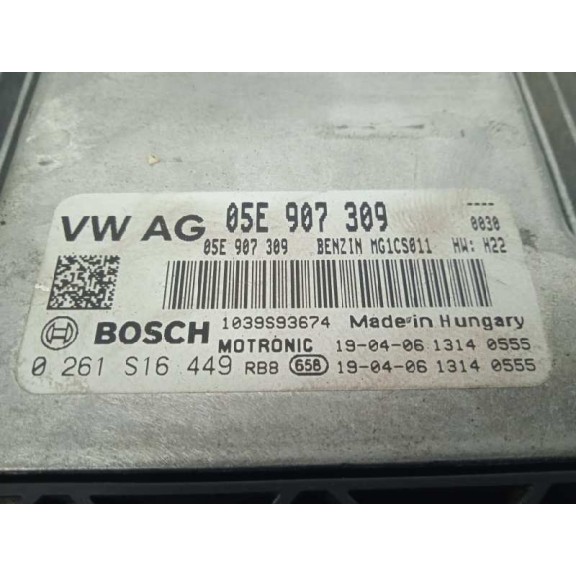 VW AG 05E 907 309
----
0030
05E 907 309 BENZIN MG1CS011 HW: H22
1039S93674 Made in Hungary
BOSCH MOTRONIC 19-04-06 1314 0555
0 261 S16 449 RBB 658 19-04-06 1314 0555